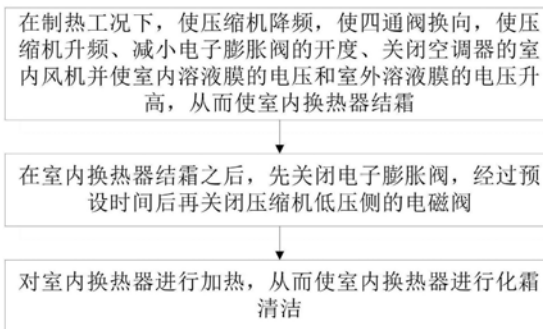 在制热工况下，使压缩机降频，使四通阀换向，使压
缩机升频、减小电子膨胀阀的开度、关闭空调器的室
内风机并使室内溶液膜的电压和室外溶液膜的电压升
高，从而使室内换热器结霜
在室内换热器结霜之后，先关闭电子膨胀阀，经过预
设时间后再关闭压缩机低压侧的电磁阀
对室内换热器进行加热，从而使室内换热器进行化霜
清洁